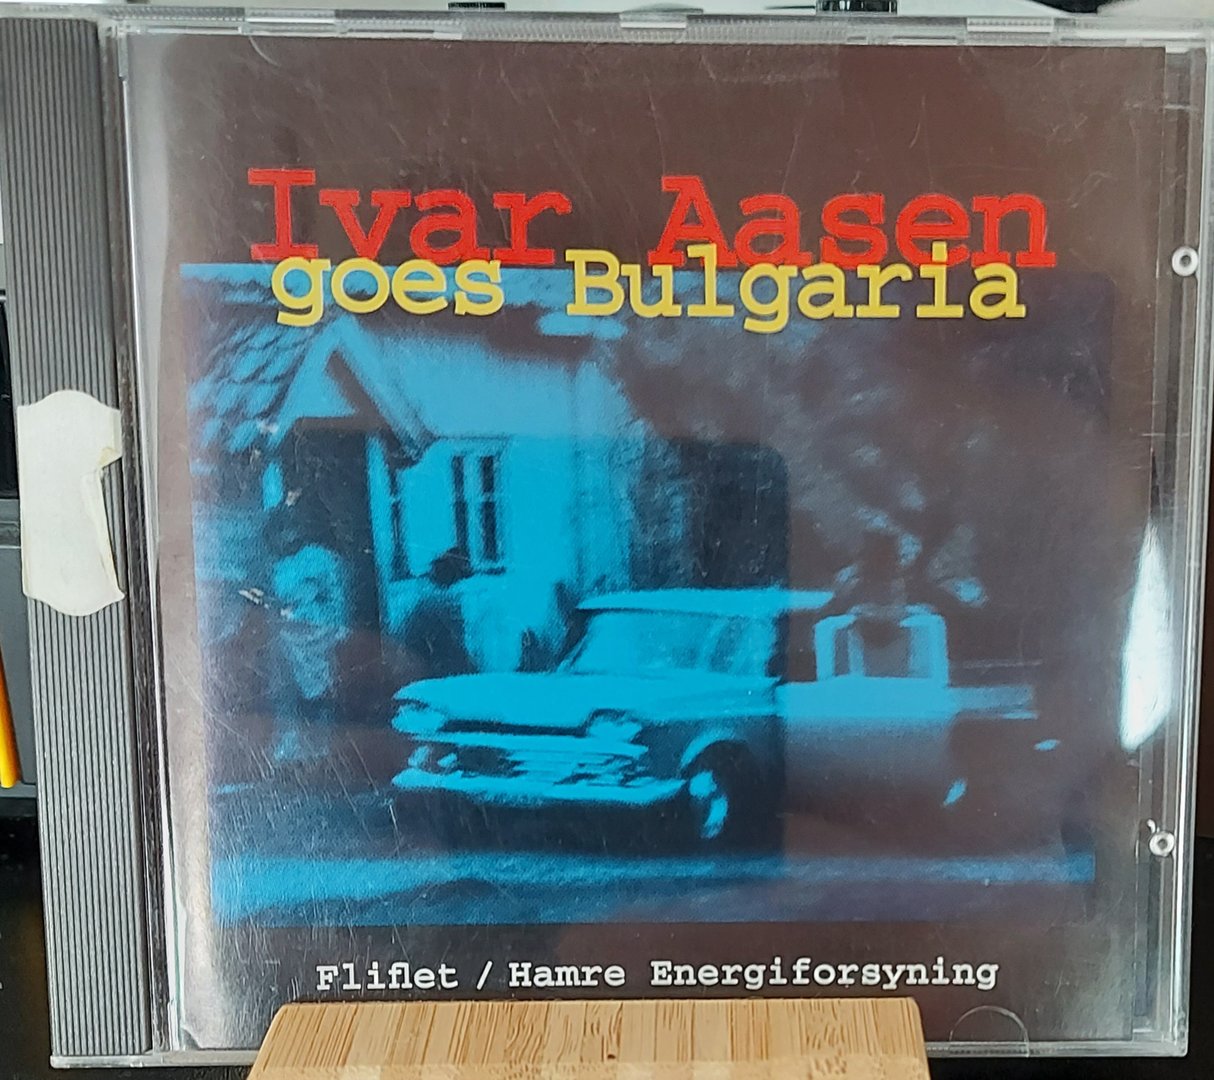 Ivar Aasen
goes Bulgaria
Fliflet / Hamre Energiforsyning